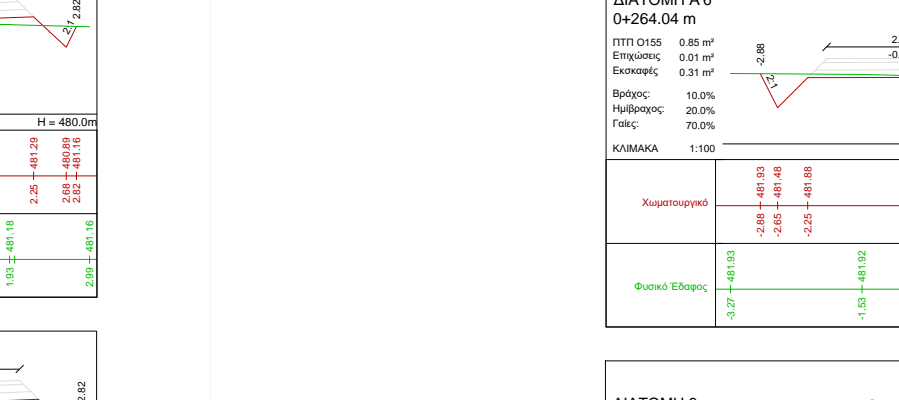 2:1
2.82
H = 480.0m
481.29
480.89
481.16
2.25
2.68
2.82
481.18
481.16
1.93
2.99
2.82
0+264.04 m
ΠΤΠ Ο155 0.85 m²
Επιχώσεις 0.01 m²
Εκσκαφές 0.31 m²
Βράχος: 10.0%
Ημίβραχος: 20.0%
Γαίες: 70.0%
ΚΛΙΜΑΚΑ 1:100
-2.88
2:1
Χωματουργικό
481.93
481.48
481.88
-2.88
-2.65
-2.25
Φυσικό Έδαφος
481.93
481.92
-3.27
-1.53